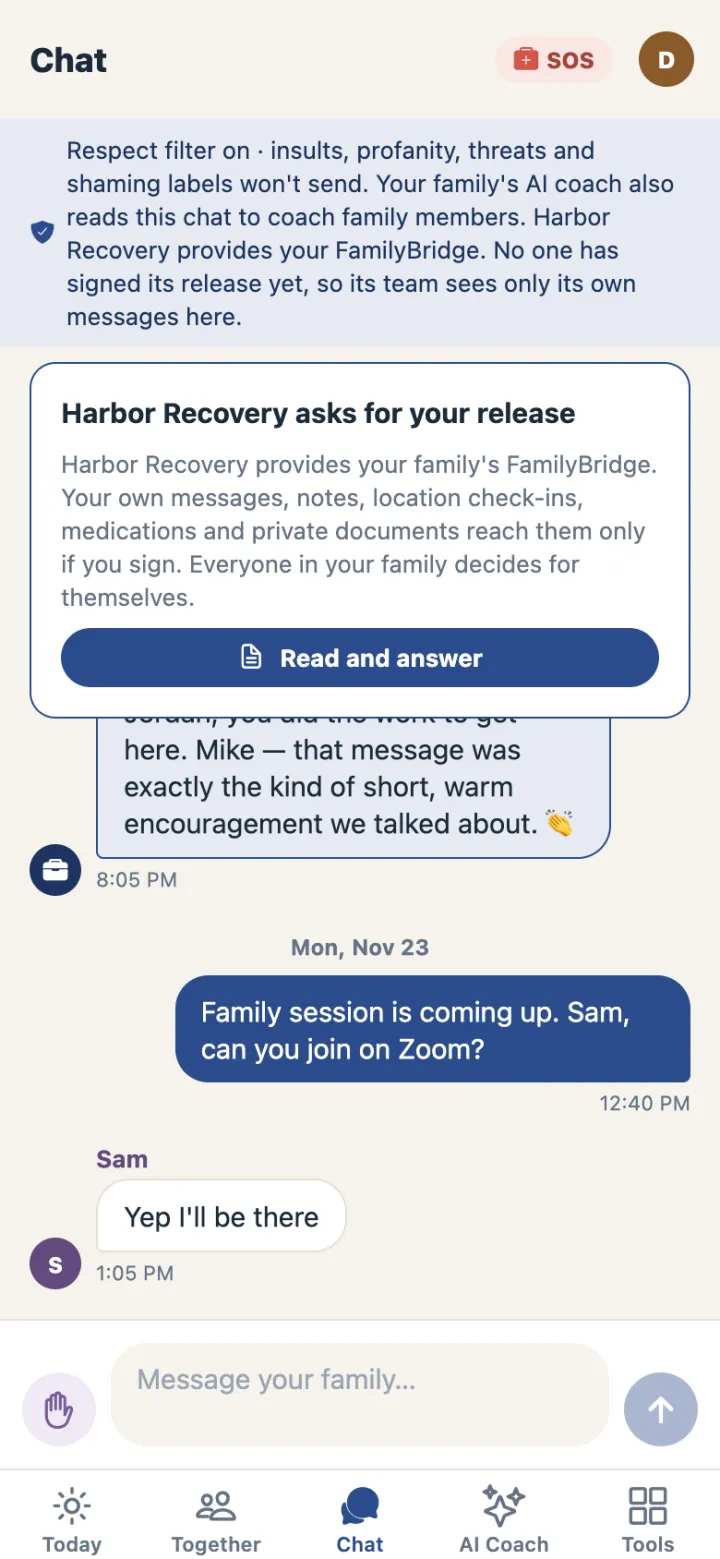 Chat
SOS
D
Respect filter on · insults, profanity, threats and
shaming labels won't send. Your family's AI coach also
reads this chat to coach family members. Harbor
Recovery provides your FamilyBridge. No one has
signed its release yet, so its team sees only its own
messages here.
Harbor Recovery asks for your release
Harbor Recovery provides your family's FamilyBridge.
Your own messages, notes, location check-ins,
medications and private documents reach them only
if you sign. Everyone in your family decides for
themselves.
Read and answer
Jordan, you did the work to get
here. Mike — that message was
exactly the kind of short, warm
encouragement we talked about. 👏
8:05 PM
Mon, Nov 23
Family session is coming up. Sam,
can you join on Zoom?
12:40 PM
Sam
Yep I'll be there
S
1:05 PM
Message your family...
Today
Together
Chat
AI Coach
Tools